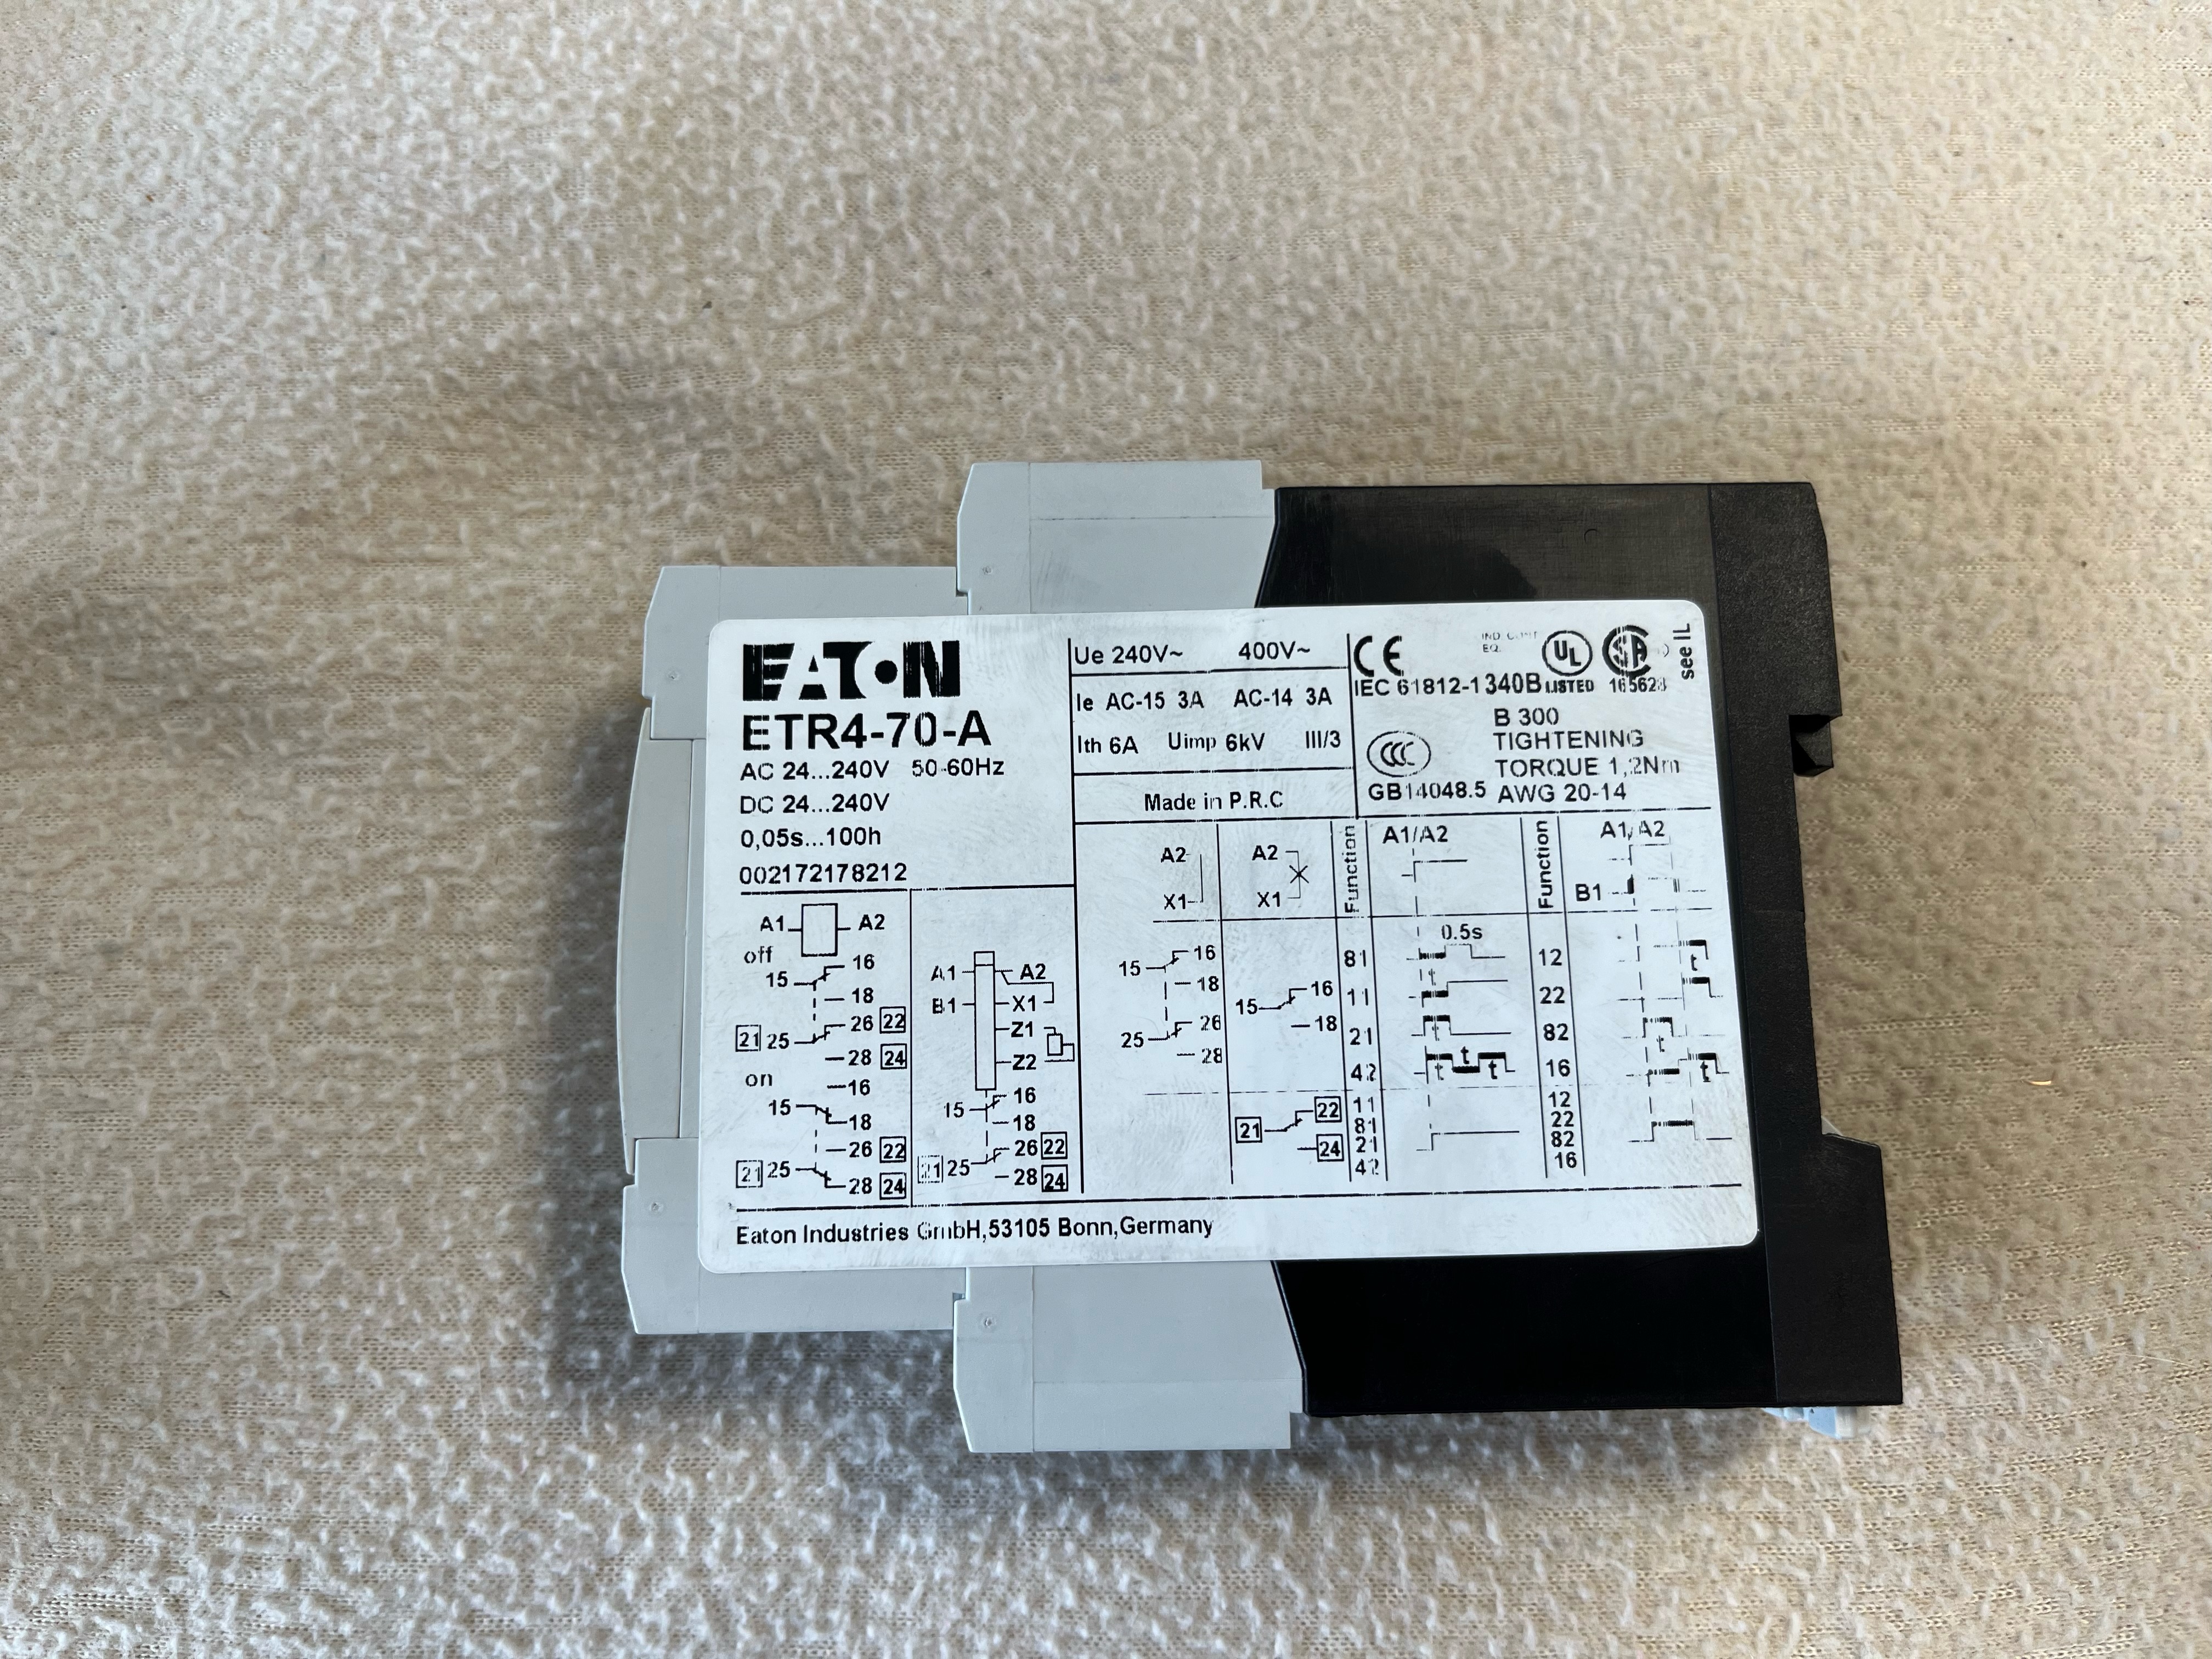 EATON
ETR4-70-A
AC 24...240V 50-60Hz
DC 24...240V
0,05s...100h
002172178212
Ue 240V~ 400V~
Ie AC-15 3A AC-14 3A
Ith 6A Uimp 6kV III/3
Made in P.R.C
CE
IEC 61812-1
CCC
GB14048.5
IND. CONT
EQ.
340B
UL
LISTED
SA
165628
see IL
B 300
TIGHTENING
TORQUE 1,2Nm
AWG 20-14
A1 A2
off
15 16
18
21 25 26 22
28 24
on
16
15 18
26 22
21 25 28 24
A1 A2
B1 X1
Z1
Z2
15 16
18
21 25 26 22
28 24
A2
X1
15 16
18
25 26
28
A2
X1
15 16
18
21 22
24
Function
81
11
21
42
11
81
21
42
A1/A2
0.5s
t
t
t t t
Function
12
22
82
16
12
22
82
16
A1/A2
B1
t
t
t
Eaton Industries GmbH,53105 Bonn,Germany